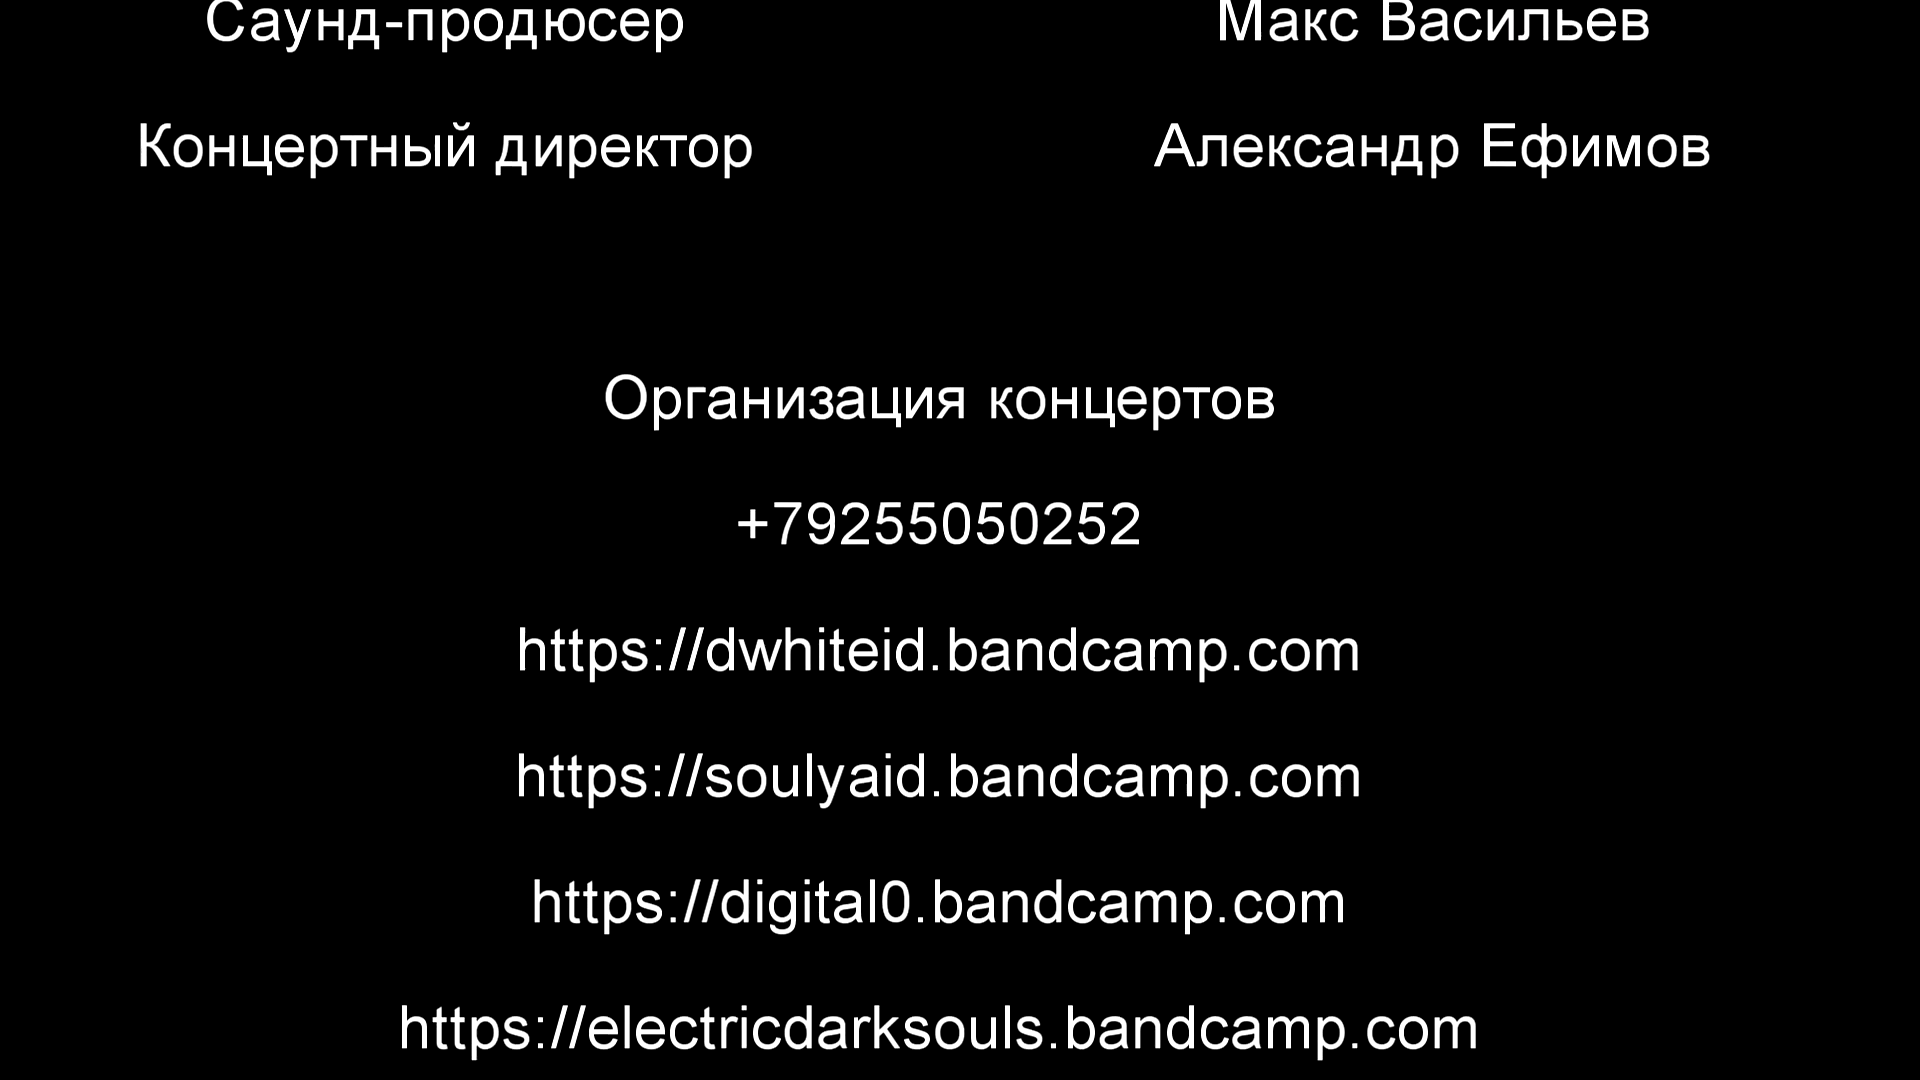 Саунд-продюсер Макс Васильев
Концертный директор Александр Ефимов
Организация концертов
+79255050252
https://dwhiteid.bandcamp.com
https://soulyaid.bandcamp.com
https://digital0.bandcamp.com
https://electricdarksouls.bandcamp.com